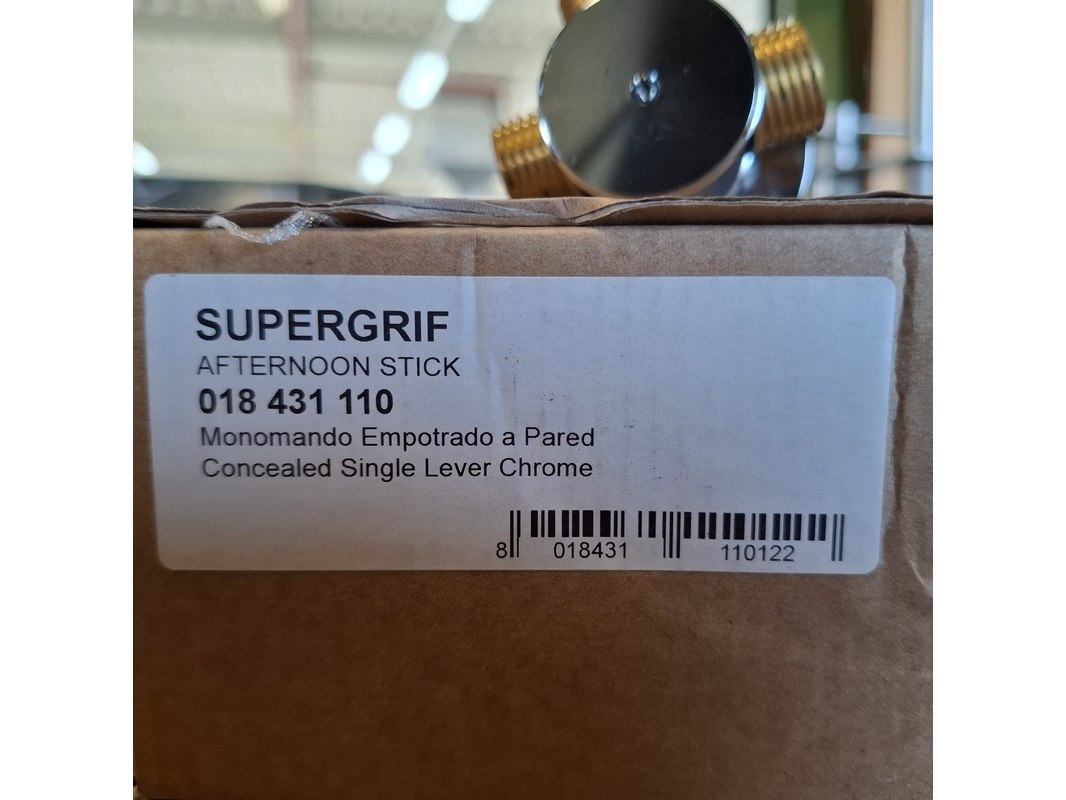 SUPERGRIF
AFTERNOON STICK
018 431 110
Monomando Empotrado a Pared
Concealed Single Lever Chrome
8 018431 110122